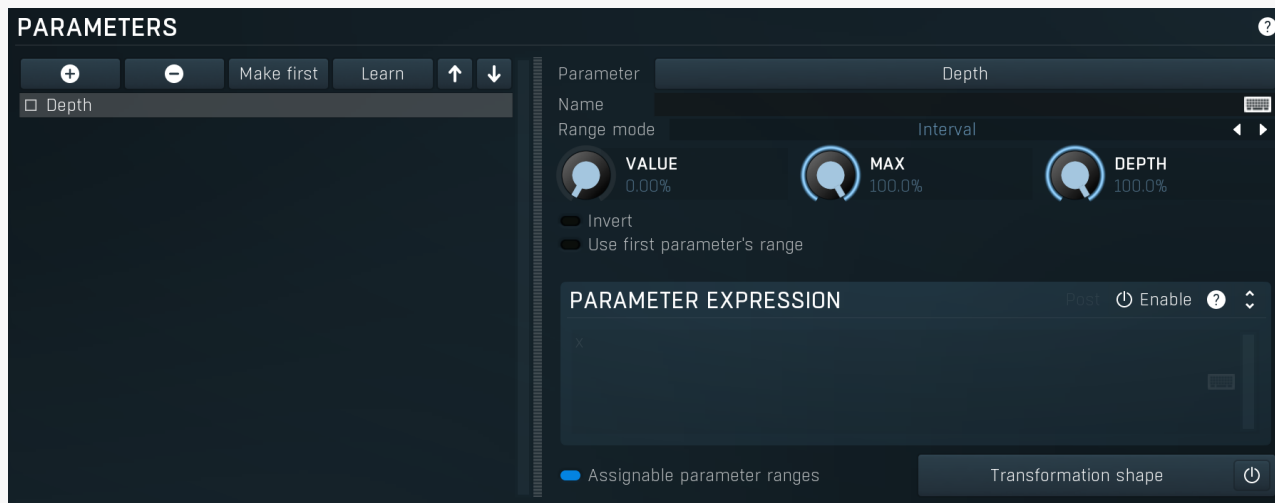 PARAMETERS
Make first Learn
Depth
Parameter Depth
Name
Range mode Interval
VALUE
0.00%
MAX
100.0%
DEPTH
100.0%
Invert
Use first parameter's range
PARAMETER EXPRESSION Post Enable
x
Assignable parameter ranges
Transformation shape